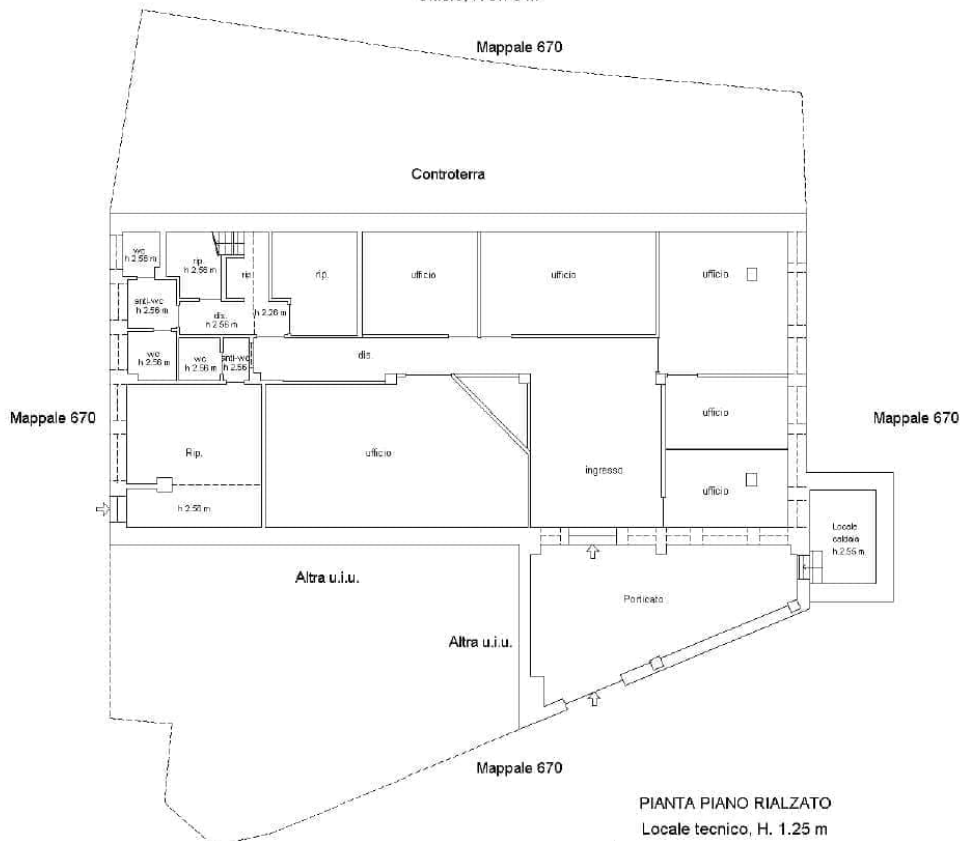 Mappale 670
Controterra
wc
h 2.56 m
rip.
h 2.56 m
rip.
rip.
ufficio
ufficio
ufficio
anti-wc
h 2.56 m
dis.
h 2.56 m
h 2.26 m
wc
h 2.56 m
wc
h 2.56 m
anti-wc
h 2.56
dis.
Mappale 670
Mappale 670
Rip.
ufficio
ufficio
ingresso
ufficio
h 2.56 m
Locale
caldaia
h.2.55 m.
Altra u.i.u.
Porticato
Altra u.i.u.
Mappale 670
PIANTA PIANO RIALZATO
Locale tecnico, H. 1.25 m